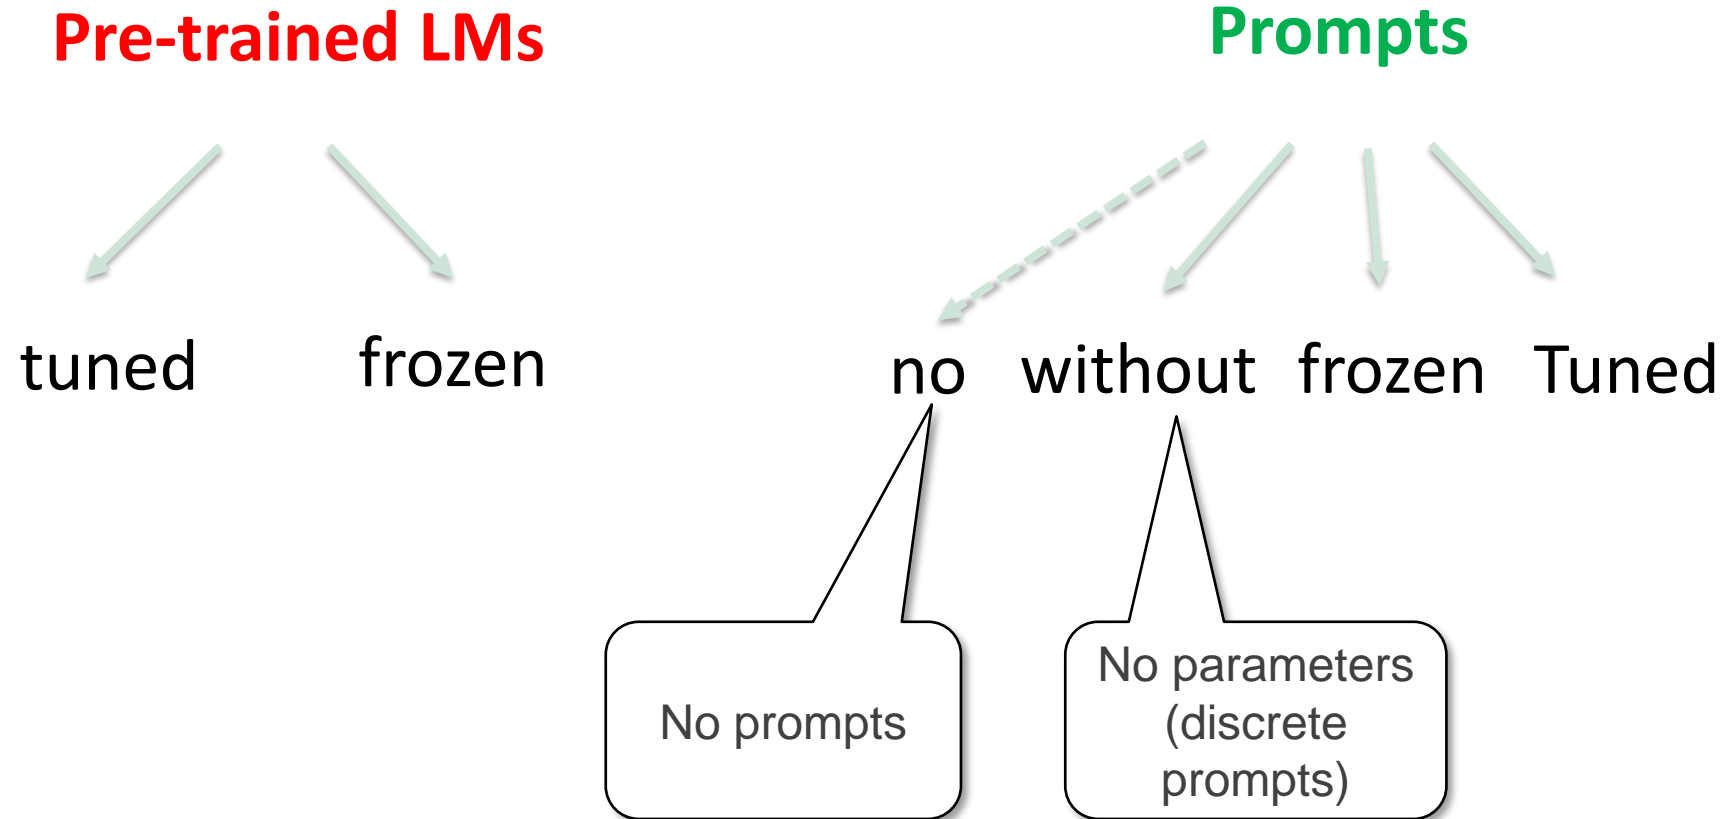 Pre-trained LMs
Prompts
tuned
frozen
no
without
frozen
Tuned
No prompts
No parameters
(discrete
prompts)